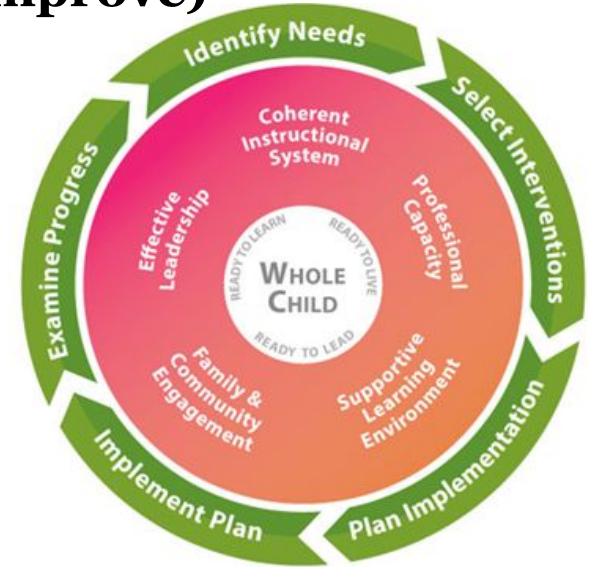 mprove)
Identify Needs
Select Interventions
Plan Implementation
Implement Plan
Examine Progress
Coherent
Instructional
System
Professional
Capacity
Supportive
Learning
Environment
Family &
Community
Engagement
Effective
Leadership
READY TO LEARN
READY TO LIVE
READY TO LEAD
WHOLE
CHILD